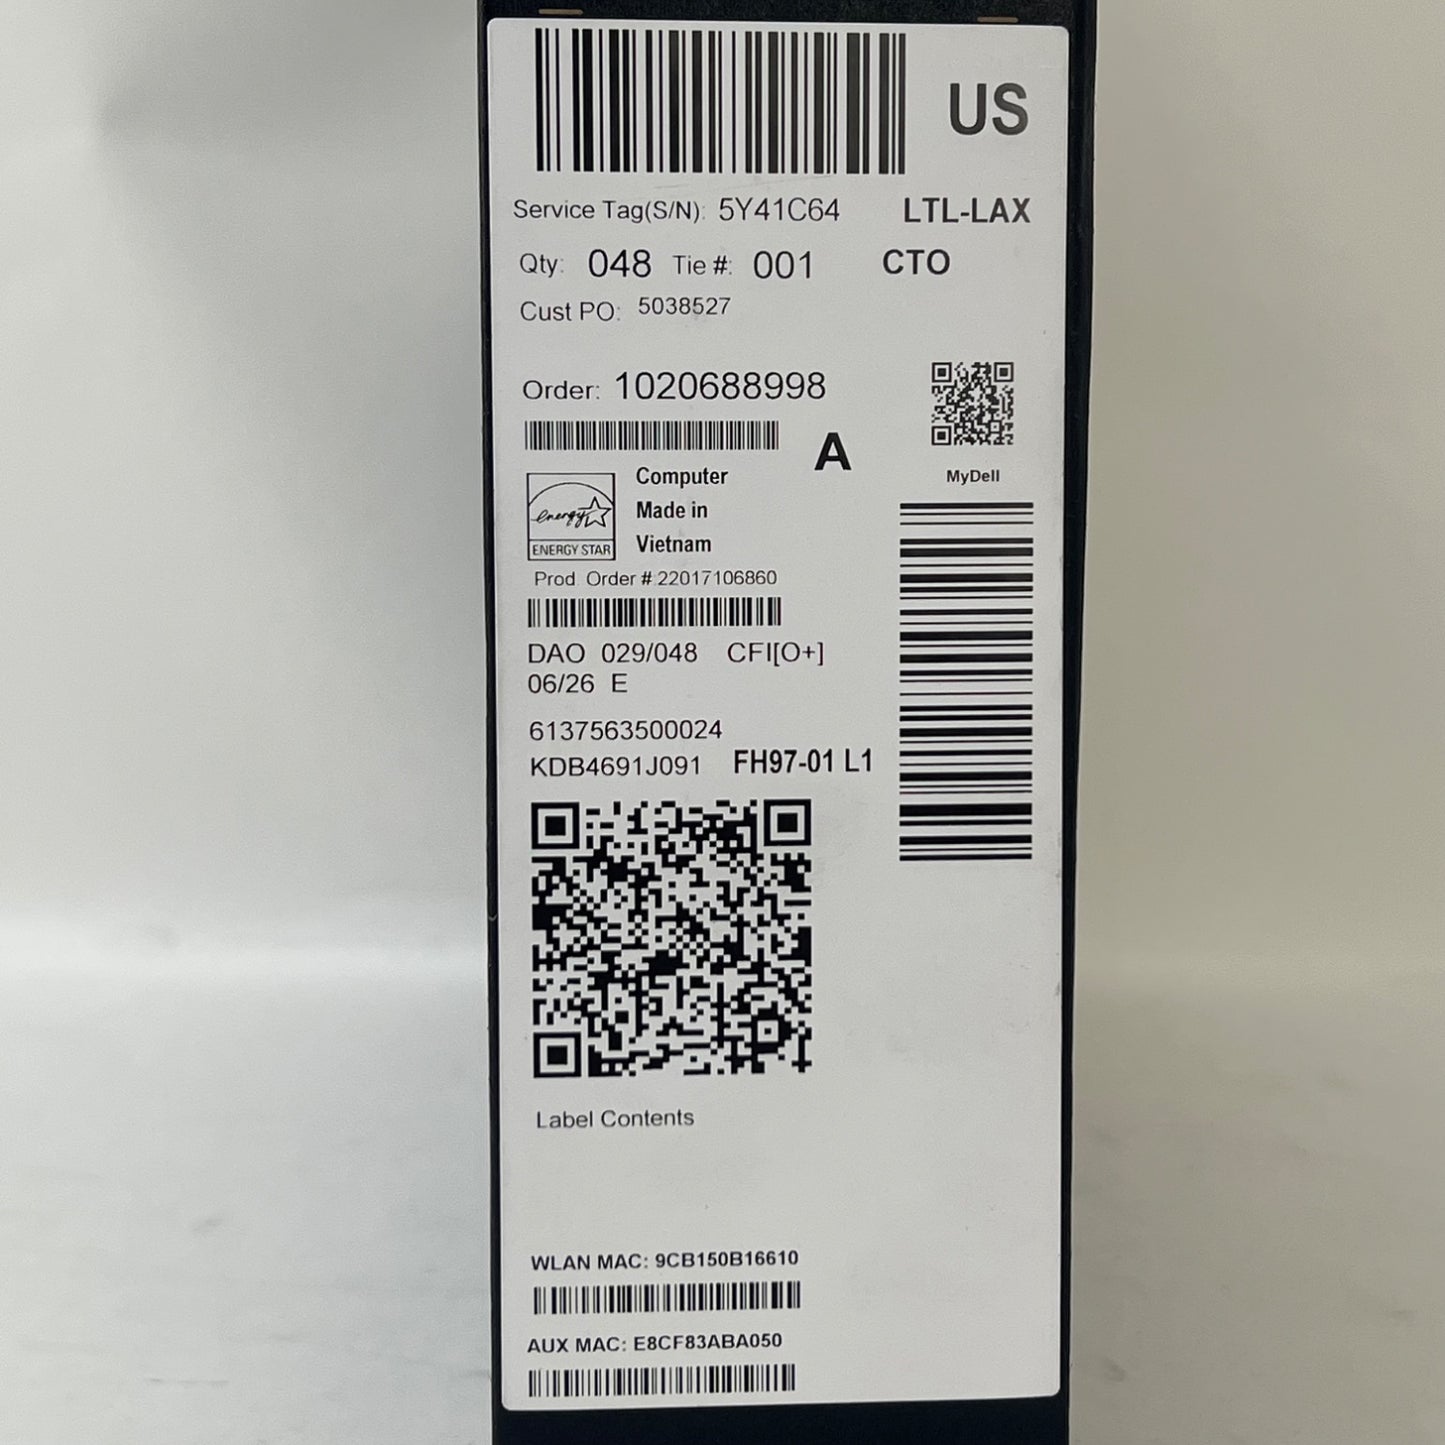 US
Service Tag(S/N): 5Y41C64 LTL-LAX
Qty: 048 Tie #: 001 CTO
Cust PO: 5038527
Order: 1020688998
A
MyDell
energy
ENERGY STAR
Computer
Made in
Vietnam
Prod. Order #:22017106860
DAO 029/048 CFI[O+]
06/26 E
6137563500024
KDB4691J091 FH97-01 L1
Label Contents
WLAN MAC: 9CB150B16610
AUX MAC: E8CF83ABA050